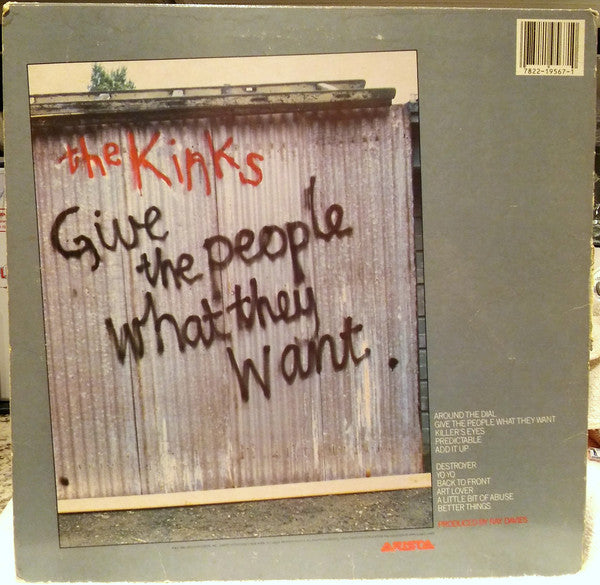 7822-19567-1
the Kinks
Give
the people
what they
want.
AROUND THE DIAL
GIVE THE PEOPLE WHAT THEY WANT
KILLER'S EYES
PREDICTABLE
ADD IT UP
DESTROYER
YO YO
BACK TO FRONT
ART LOVER
A LITTLE BIT OF ABUSE
BETTER THINGS
PRODUCED BY RAY DAVIES
ARISTA